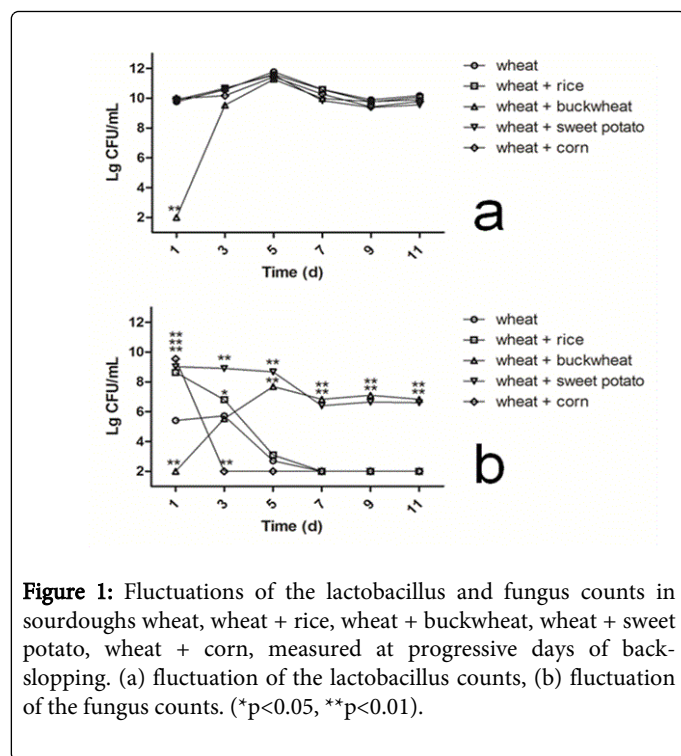 12
10
8
6
4
2
Lg CFU/mL
**
1
3
5
7
9
11
Time (d)
wheat
wheat + rice
wheat + buckwheat
wheat + sweet potato
wheat + corn
a
12
10
8
6
4
2
Lg CFU/mL
**
**
**
**
**
*
**
**
**
**
**
**
**
**
**
1
3
5
7
9
11
Time (d)
wheat
wheat + rice
wheat + buckwheat
wheat + sweet potato
wheat + corn
b
Figure 1: Fluctuations of the lactobacillus and fungus counts in
sourdoughs wheat, wheat + rice, wheat + buckwheat, wheat + sweet
potato, wheat + corn, measured at progressive days of back-
slopping. (a) fluctuation of the lactobacillus counts, (b) fluctuation
of the fungus counts. (*p<0.05, **p<0.01).